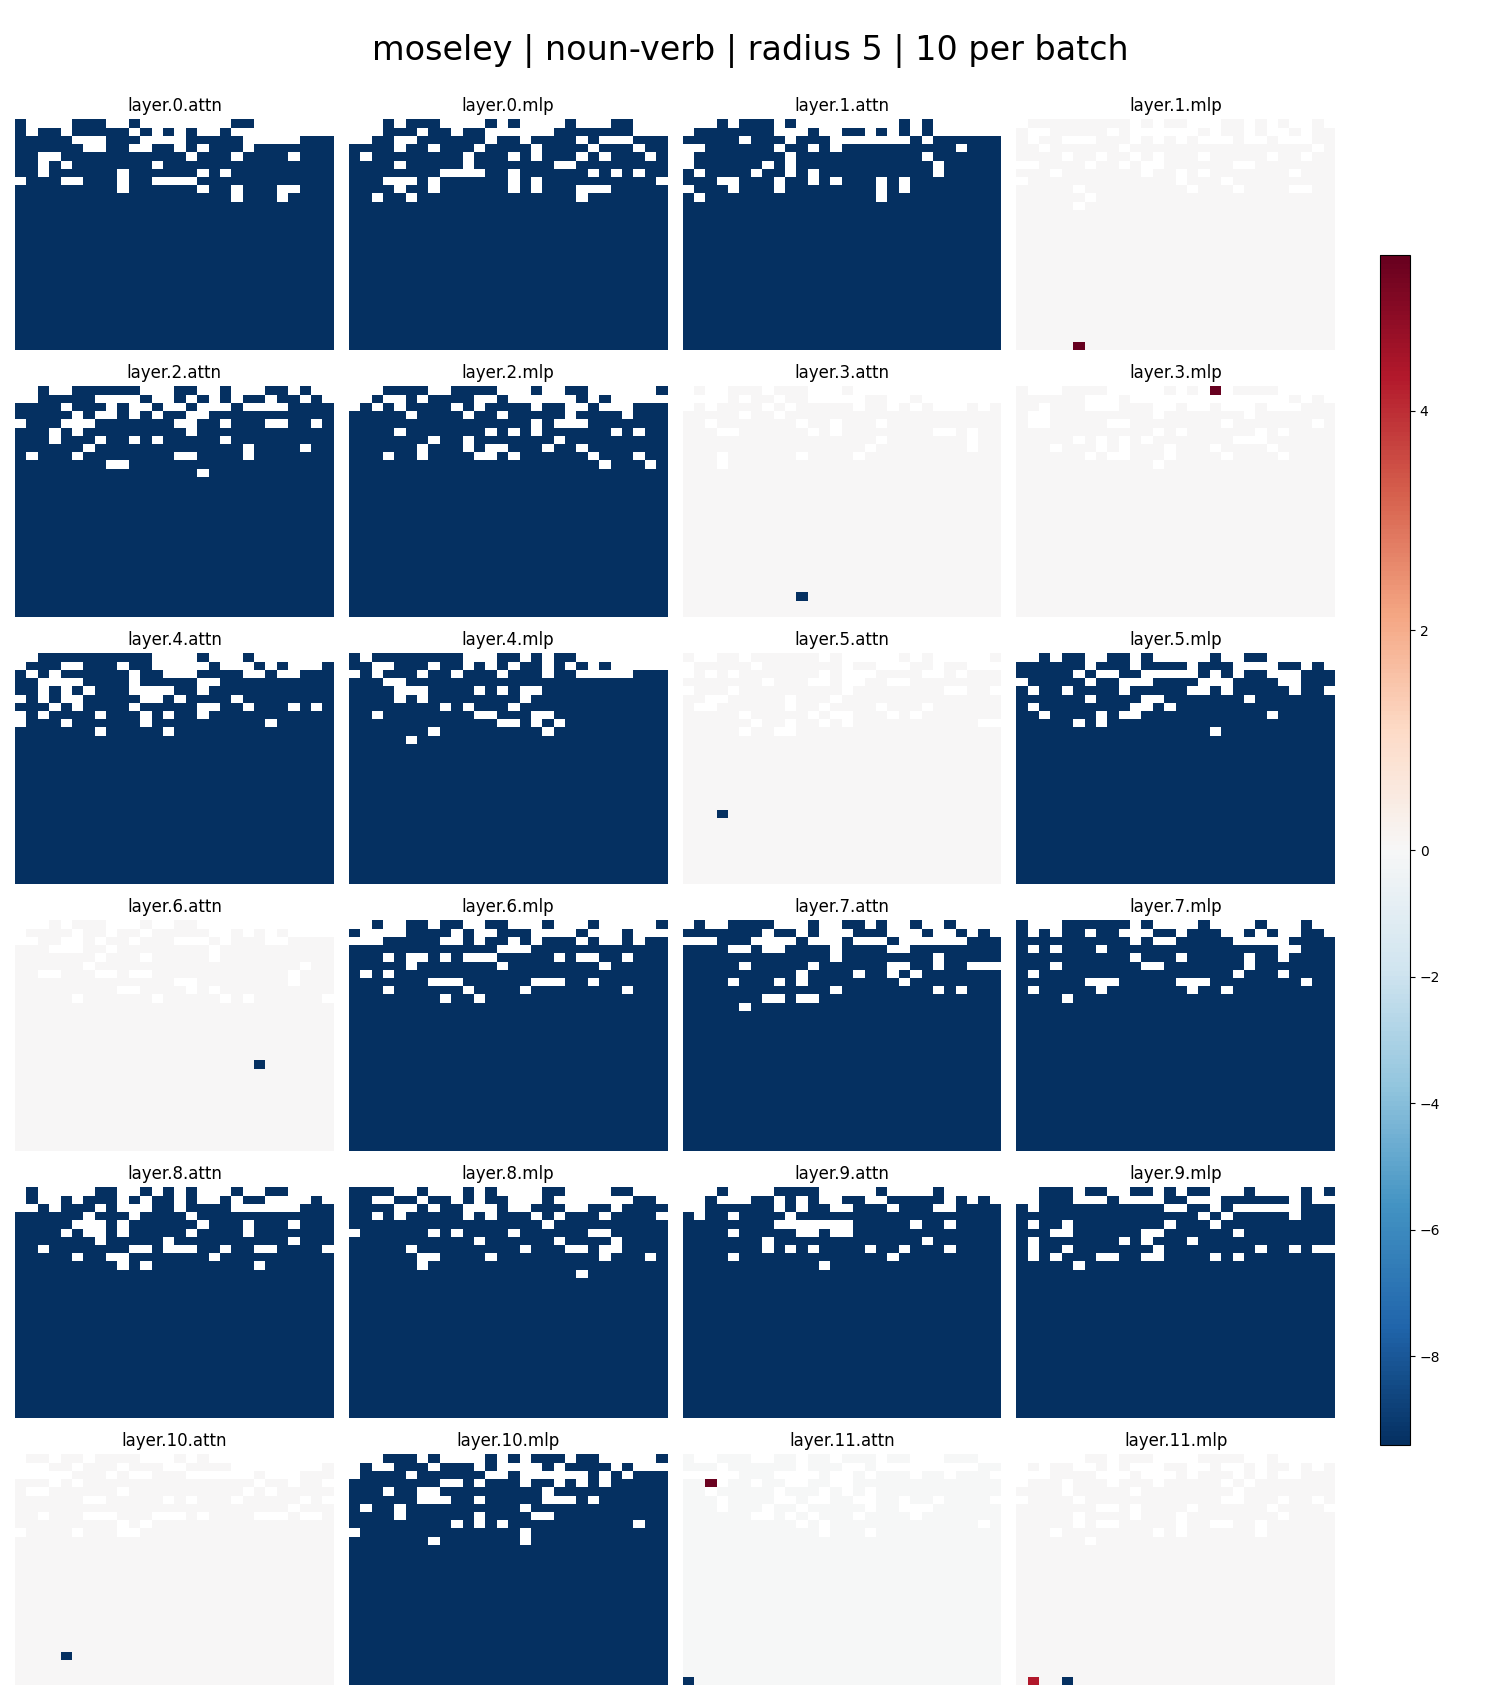 moseley | noun-verb | radius 5 | 10 per batch
layer.0.attn layer.0.mlp layer.1.attn layer.1.mlp
layer.2.attn layer.2.mlp layer.3.attn layer.3.mlp
4
layer.4.attn layer.4.mlp layer.5.attn layer.5.mlp
2
0
layer.6.attn layer.6.mlp layer.7.attn layer.7.mlp
−2
−4
layer.8.attn layer.8.mlp layer.9.attn layer.9.mlp
−6
−8
layer.10.attn layer.10.mlp layer.11.attn layer.11.mlp